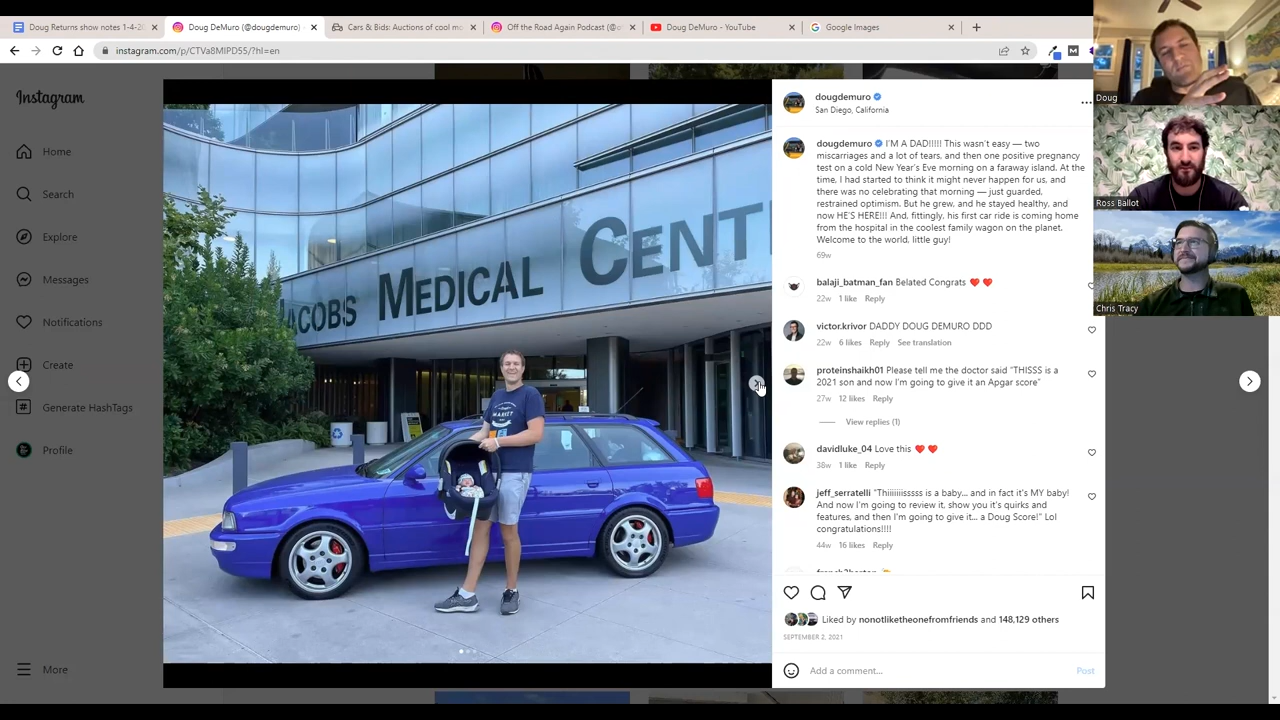 Doug Returns show notes 1-4-20
Doug DeMuro (@dougdemuro)
Cars & Bids: Auctions of cool mo
Off the Road Again Podcast (@o
Doug DeMuro - YouTube
Google Images
instagram.com/p/CTVa8MlPD55/?hl=en
Instagram
Home
Search
Explore
Messages
Notifications
Create
Generate HashTags
Profile
More
JACOBS MEDICAL CENT
dougdemuro
San Diego, California
dougdemuro I'M A DAD!!!!! This wasn't easy — two
miscarriages and a lot of tears, and then one positive pregnancy
test on a cold New Year's Eve morning on a faraway island. At the
time, I had started to think it might never happen for us, and
there was no celebrating that morning — just guarded,
restrained optimism. But he grew, and he stayed healthy, and
now HE'S HERE!!! And, fittingly, his first car ride is coming home
from the hospital in the coolest family wagon on the planet.
Welcome to the world, little guy!
69w
balaji_batman_fan Belated Congrats ❤️ ❤️
22w 1 like Reply
victor.krivor DADDY DOUG DEMURO DDD
22w 6 likes Reply See translation
proteinshaikh01 Please tell me the doctor said "THISSS is a
2021 son and now I'm going to give it an Apgar score"
27w 12 likes Reply
View replies (1)
davidluke_04 Love this ❤️ ❤️
38w 1 like Reply
jeff_serratelli "Thiiiiiiisssss is a baby... and in fact it's MY baby!
And now I'm going to review it, show you it's quirks and
features, and then I'm going to give it... a Doug Score!" Lol
congratulations!!!!
44w 16 likes Reply
Liked by nonotliketheonefromfriends and 148,129 others
SEPTEMBER 2, 2021
Add a comment...
Post
Doug
Ross Ballot
Chris Tracy